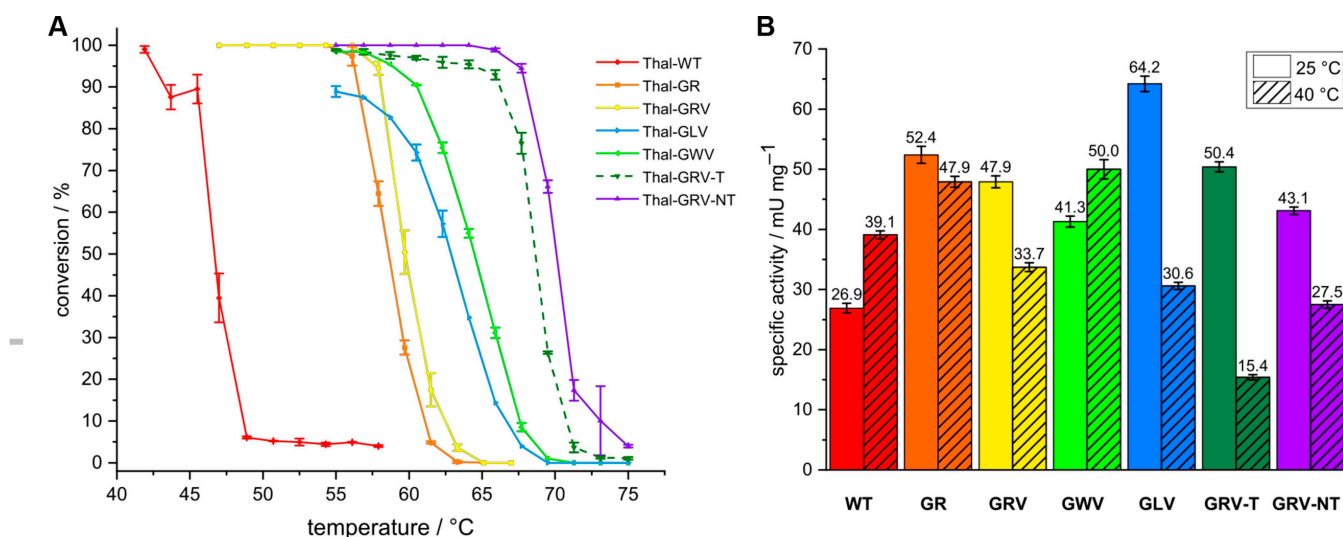 A
100
90
80
70
60
50
40
30
20
10
0
conversion / %
40
45
50
55
60
65
70
75
temperature / °C
Thal-WT
Thal-GR
Thal-GRV
Thal-GLV
Thal-GWV
Thal-GRV-T
Thal-GRV-NT
B
70
60
50
40
30
20
10
0
specific activity / mU mg⁻¹
25 °C
40 °C
26.9
39.1
52.4
47.9
47.9
33.7
41.3
50.0
64.2
30.6
50.4
15.4
43.1
27.5
WT
GR
GRV
GWV
GLV
GRV-T
GRV-NT